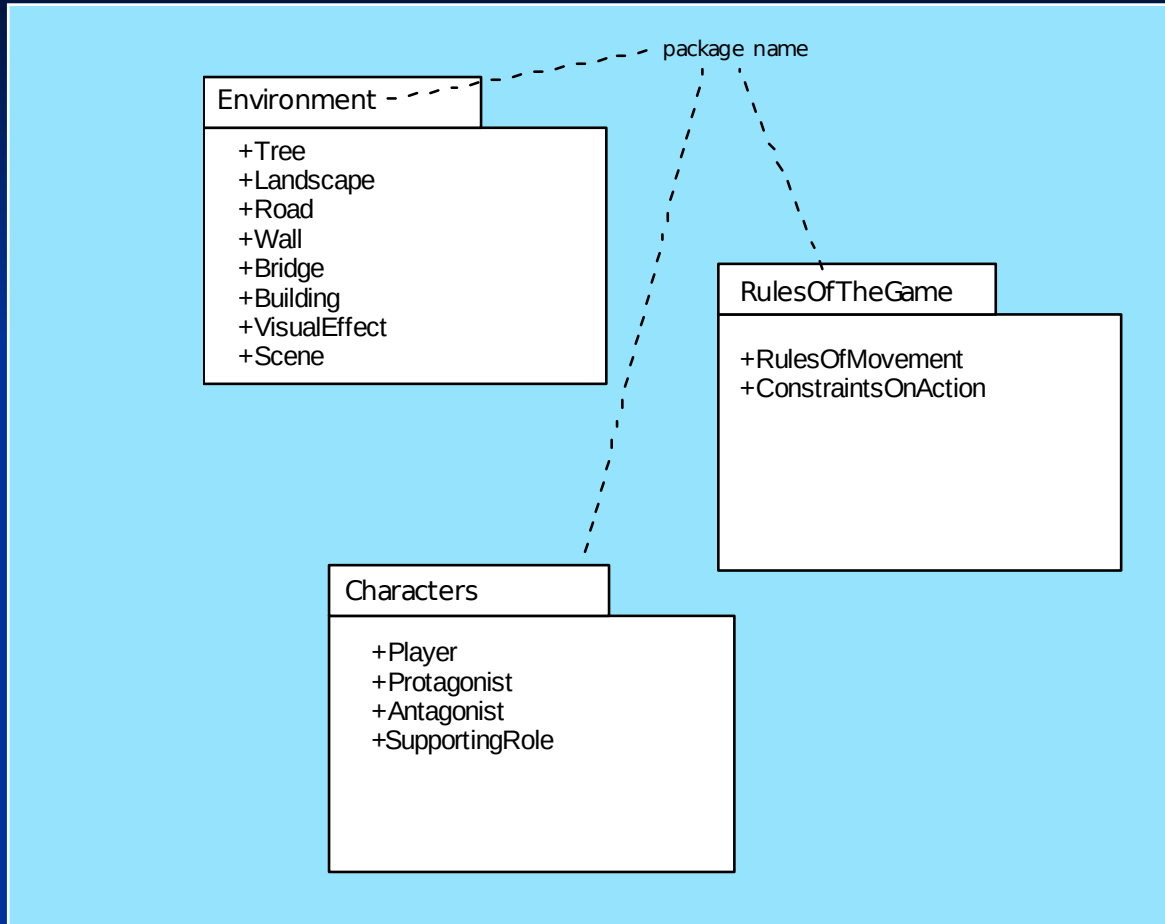 package name
Environment
+Tree
+Landscape
+Road
+Wall
+Bridge
+Building
+VisualEffect
+Scene
RulesOfTheGame
+RulesOfMovement
+ConstraintsOnAction
Characters
+Player
+Protagonist
+Antagonist
+SupportingRole